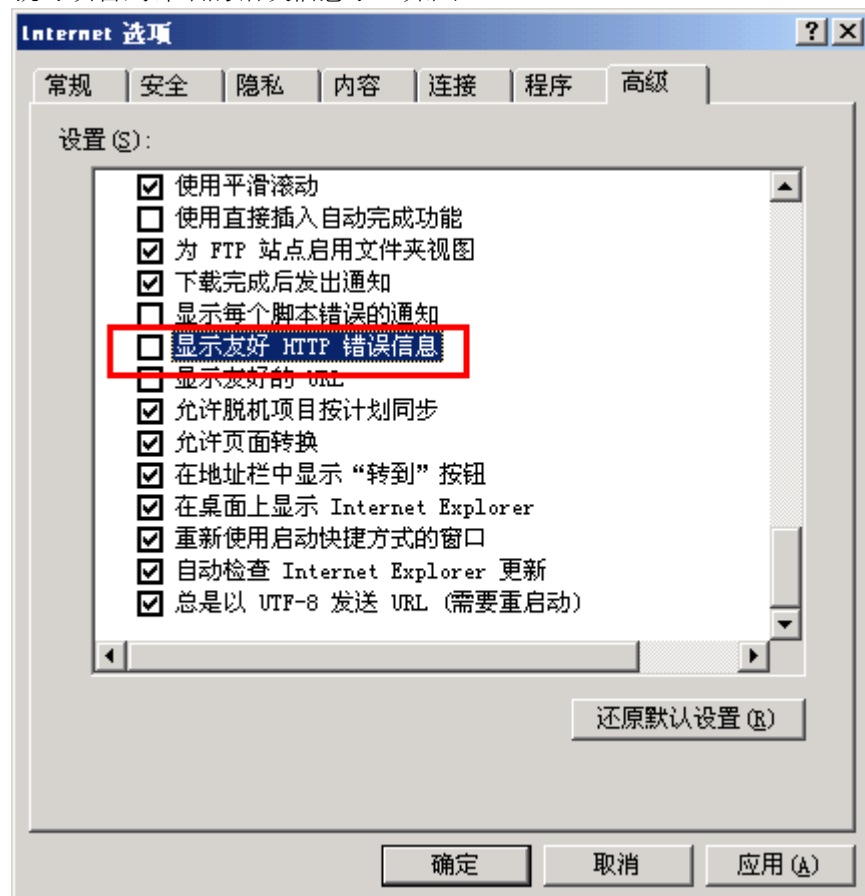 Internet 选项
常规 安全 隐私 内容 连接 程序 高级
设置(S):
使用平滑滚动
使用直接插入自动完成功能
为 FTP 站点启用文件夹视图
下载完成后发出通知
显示每个脚本错误的通知
显示友好 HTTP 错误信息
显示友好的 URL
允许脱机项目按计划同步
允许页面转换
在地址栏中显示“转到”按钮
在桌面上显示 Internet Explorer
重新使用启动快捷方式的窗口
自动检查 Internet Explorer 更新
总是以 UTF-8 发送 URL (需要重启动)
还原默认设置(R)
确定 取消 应用(A)